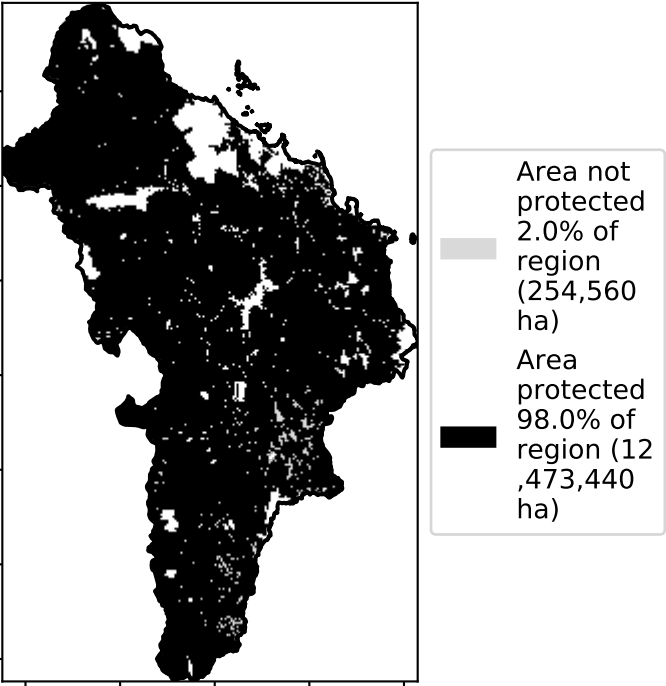 Area not
protected
2.0% of
region
(254,560
ha)
Area
protected
98.0% of
region (12
,473,440
ha)